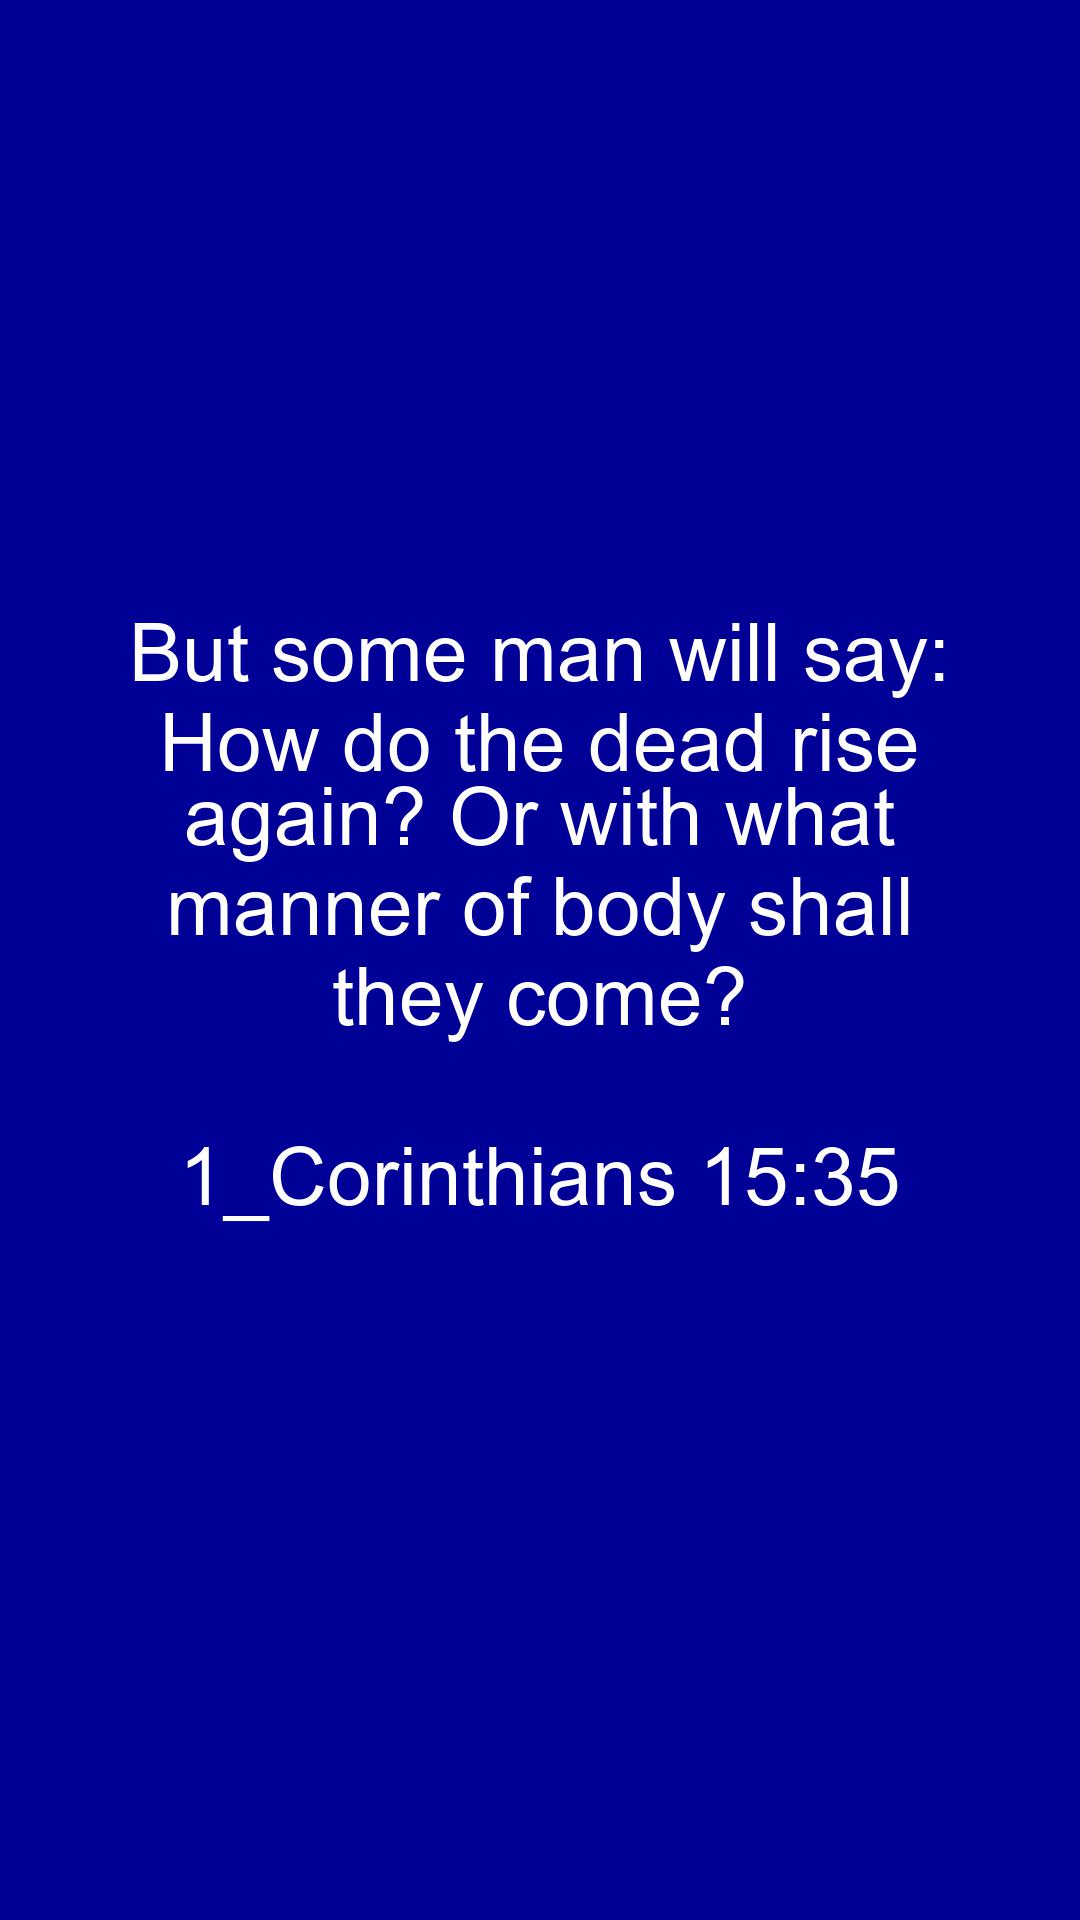 But some man will say:
How do the dead rise
again? Or with what
manner of body shall
they come?
1_Corinthians 15:35